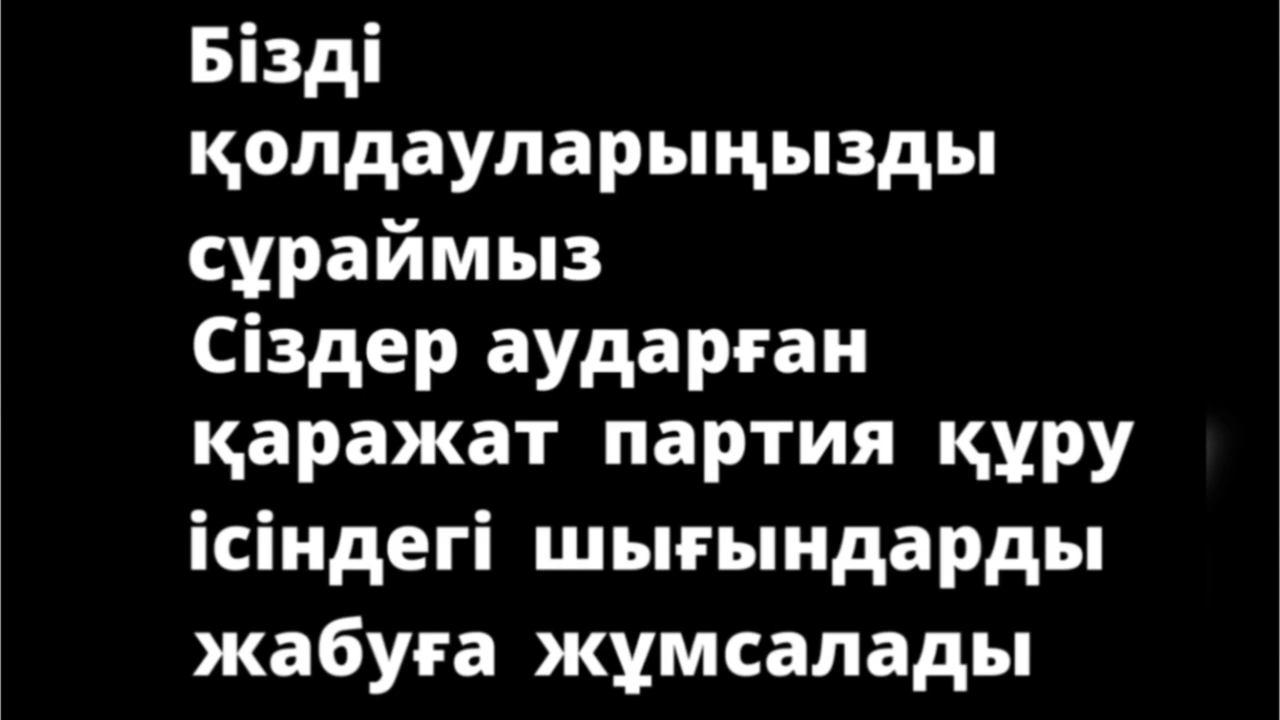 Бізді
қолдауларыңызды
сұраймыз
Сіздер аударған
қаражат партия құру
ісіндегі шығындарды
жабуға жұмсалады